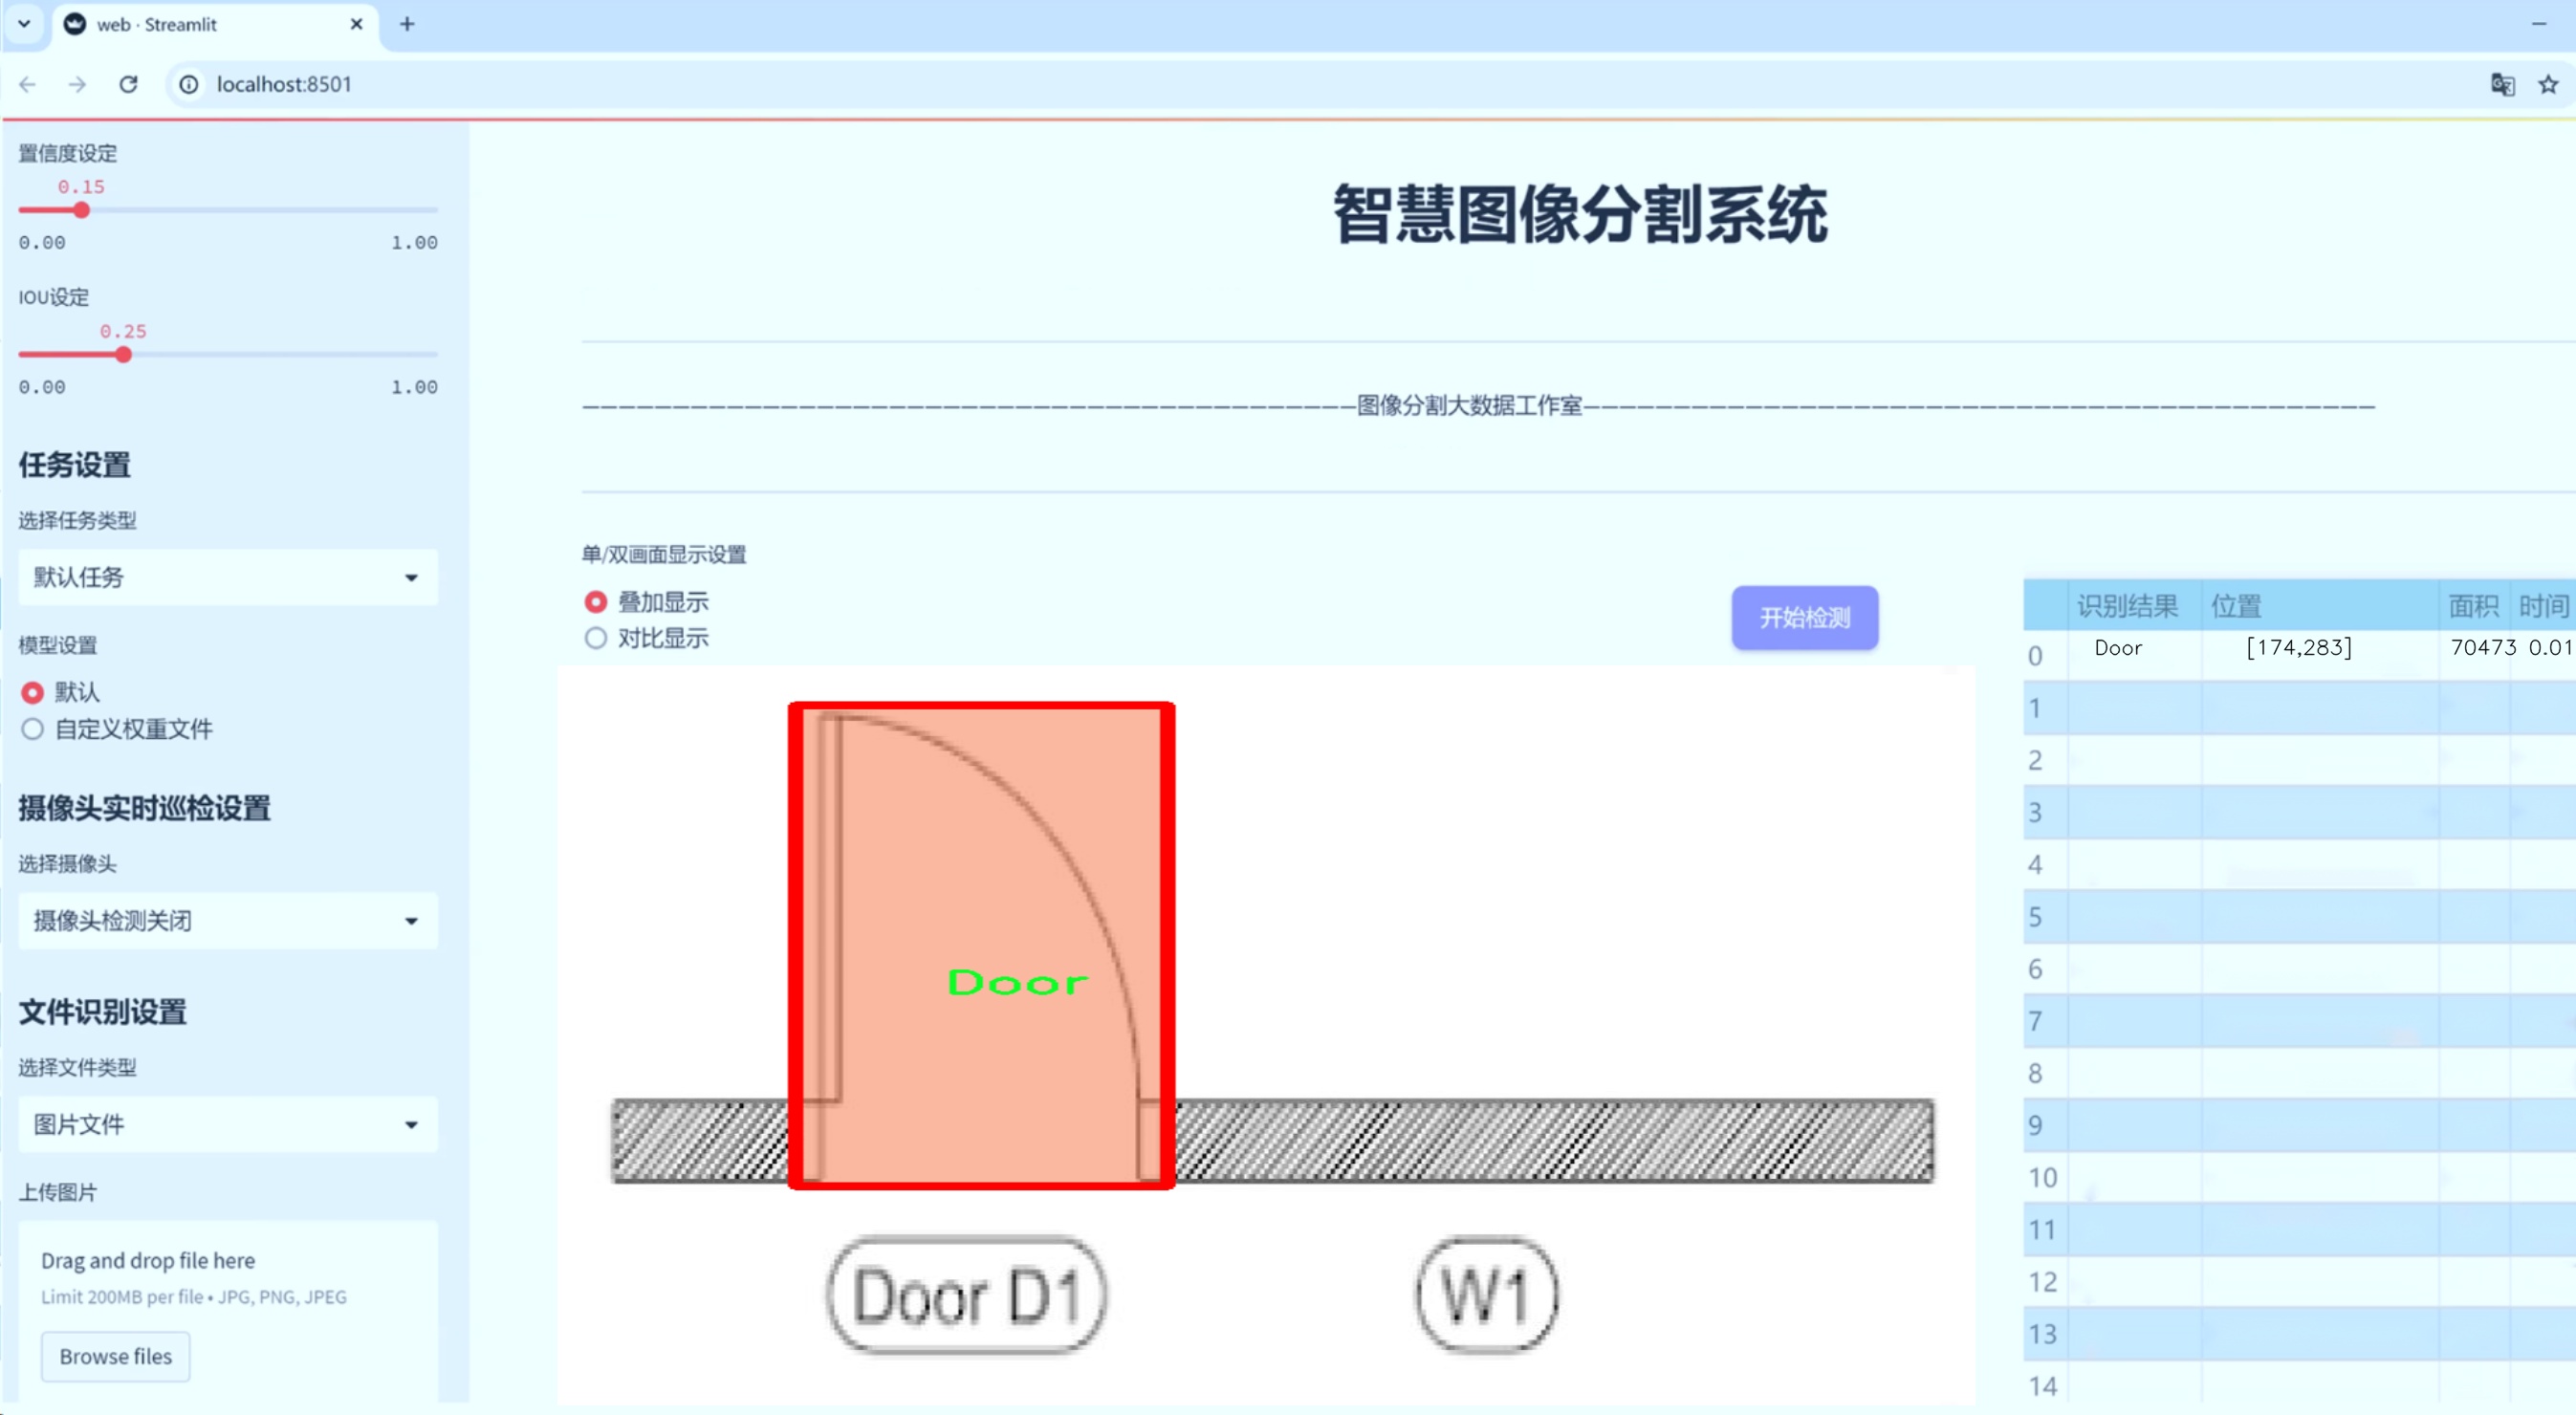 web · Streamlit
localhost:8501
置信度设定
0.15
0.00 1.00
IOU设定
0.25
0.00 1.00
任务设置
选择任务类型
默认任务
模型设置
默认
自定义权重文件
摄像头实时巡检设置
选择摄像头
摄像头检测关闭
文件识别设置
选择文件类型
图片文件
上传图片
Drag and drop file here
Limit 200MB per file • JPG, PNG, JPEG
Browse files
智慧图像分割系统
图像分割大数据工作室
单/双画面显示设置
叠加显示
对比显示
开始检测
Door
Door D1
W1
识别结果 位置 面积 时间
0 Door [174,283] 70473 0.01
1
2
3
4
5
6
7
8
9
10
11
12
13
14